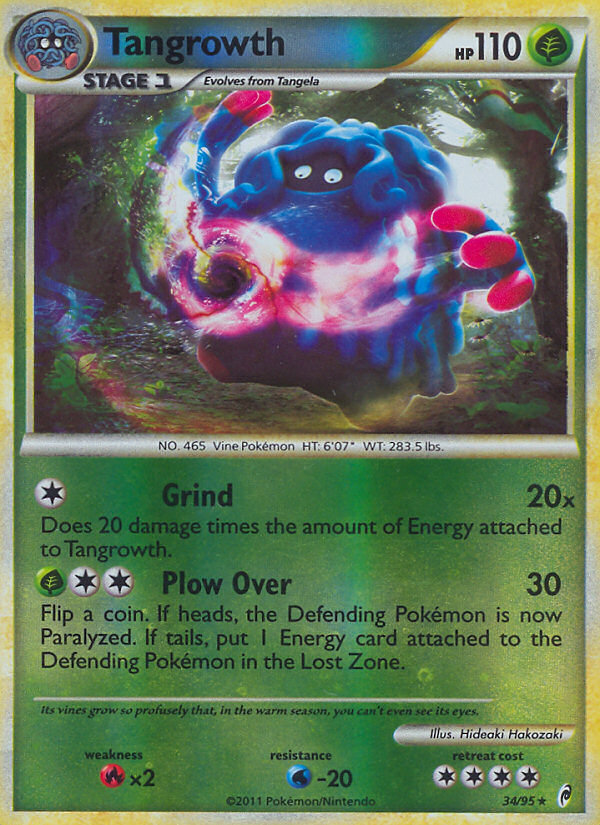 Tangrowth HP110
STAGE 1 Evolves from Tangela
NO. 465 Vine Pokémon HT: 6'07" WT: 283.5 lbs.
Grind 20x
Does 20 damage times the amount of Energy attached
to Tangrowth.
Plow Over 30
Flip a coin. If heads, the Defending Pokémon is now
Paralyzed. If tails, put 1 Energy card attached to the
Defending Pokémon in the Lost Zone.
Its vines grow so profusely that, in the warm season, you can't even see its eyes.
Illus. Hideaki Hakozaki
weakness resistance retreat cost
×2 -20
©2011 Pokémon/Nintendo 34/95★